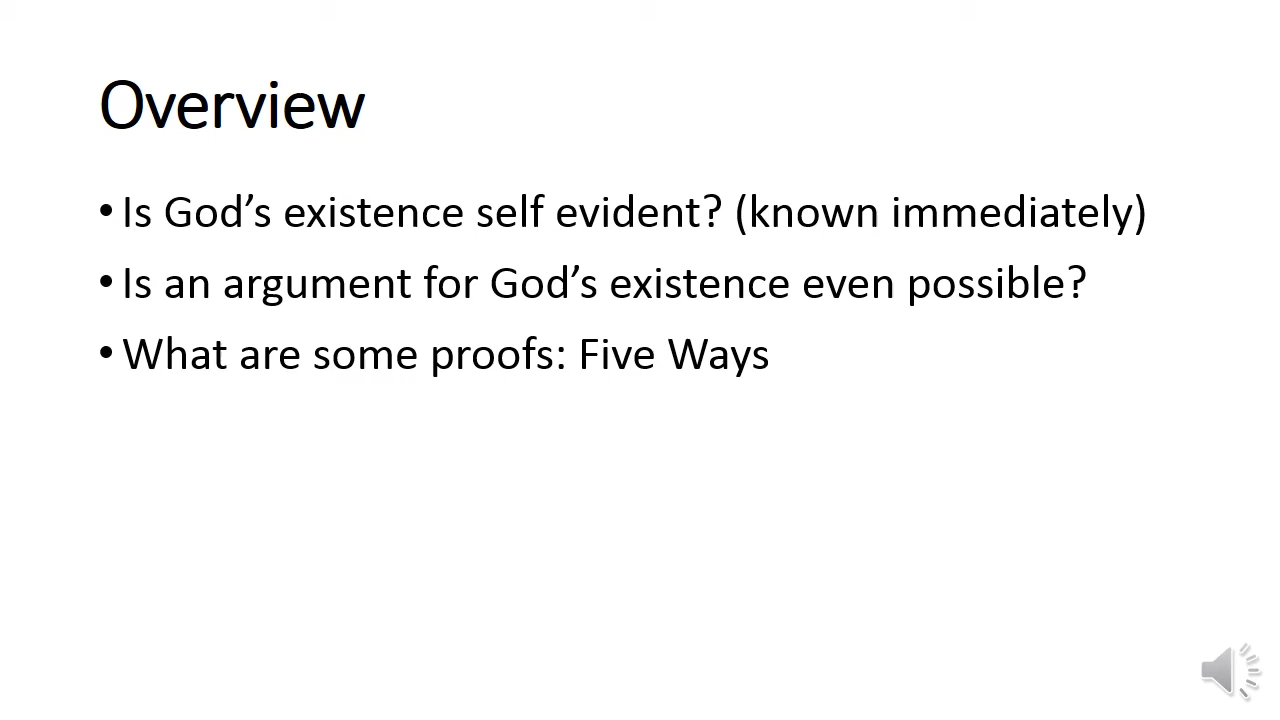 Overview
• Is God’s existence self evident? (known immediately)
• Is an argument for God’s existence even possible?
• What are some proofs: Five Ways